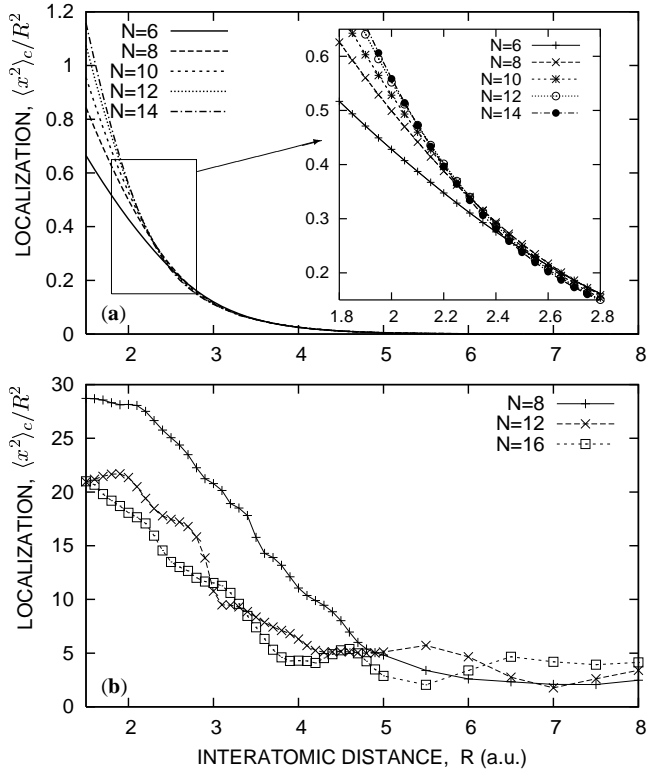 LOCALIZATION, ⟨x²⟩c/R²
1.2
1
0.8
0.6
0.4
0.2
0
N=6
N=8
N=10
N=12
N=14
(a)
0.6
0.5
0.4
0.3
0.2
N=6
N=8
N=10
N=12
N=14
1.8 2 2.2 2.4 2.6 2.8
2 3 4 5 6 7 8
LOCALIZATION, ⟨x²⟩c/R²
30
25
20
15
10
5
0
N=8
N=12
N=16
(b)
2 3 4 5 6 7 8
INTERATOMIC DISTANCE, R (a.u.)